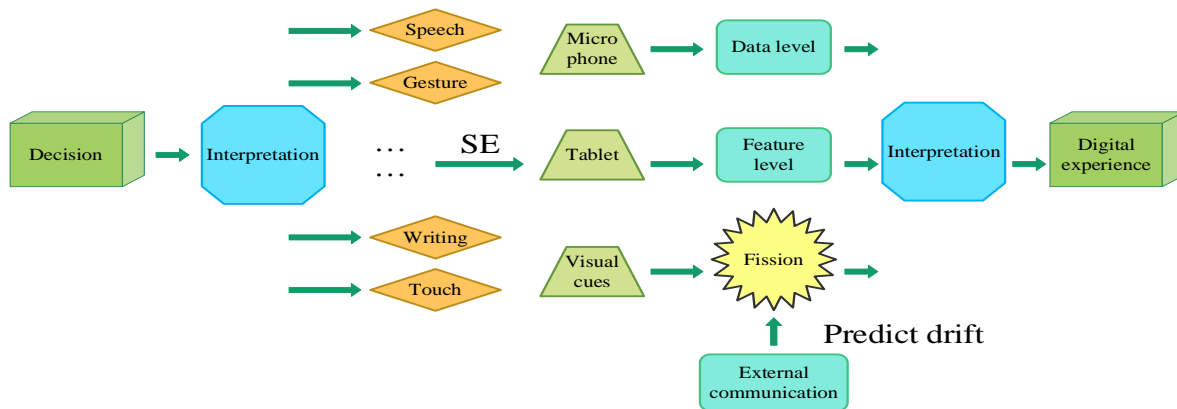 Speech
Gesture
Micro
phone
Data level
Decision
Interpretation
...
...
SE
Tablet
Feature
level
Interpretation
Digital
experience
Writing
Touch
Visual
cues
Fission
Predict drift
External
communication